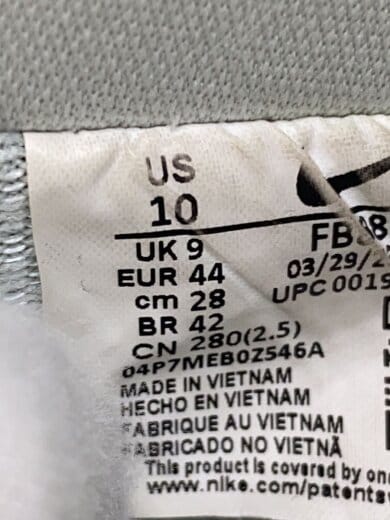 US
10
UK 9
EUR 44
cm 28
BR 42
CN 280(2.5)
04P7MEB0Z546A
MADE IN VIETNAM
HECHO EN VIETNAM
FABRIQUE AU VIETNAM
FABRICADO NO VIETNÃ
This product is covered by
www.nike.com/patents
FB
03/29/2
UPC 0019